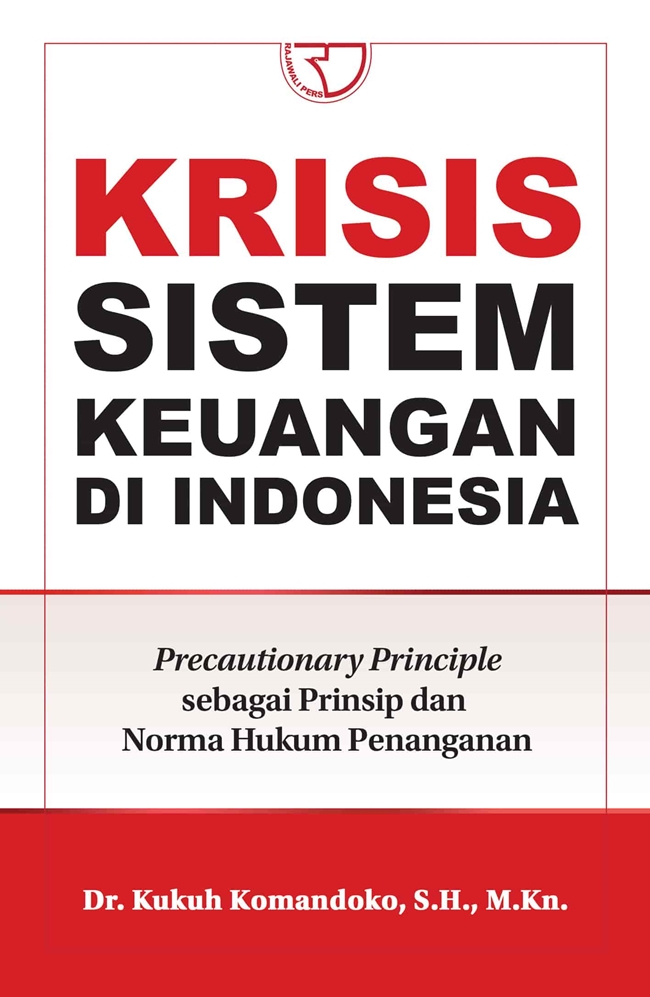 RAJAWALI PERS
KRISIS
SISTEM
KEUANGAN
DI INDONESIA
Precautionary Principle
sebagai Prinsip dan
Norma Hukum Penanganan
Dr. Kukuh Komandoko, S.H., M.Kn.